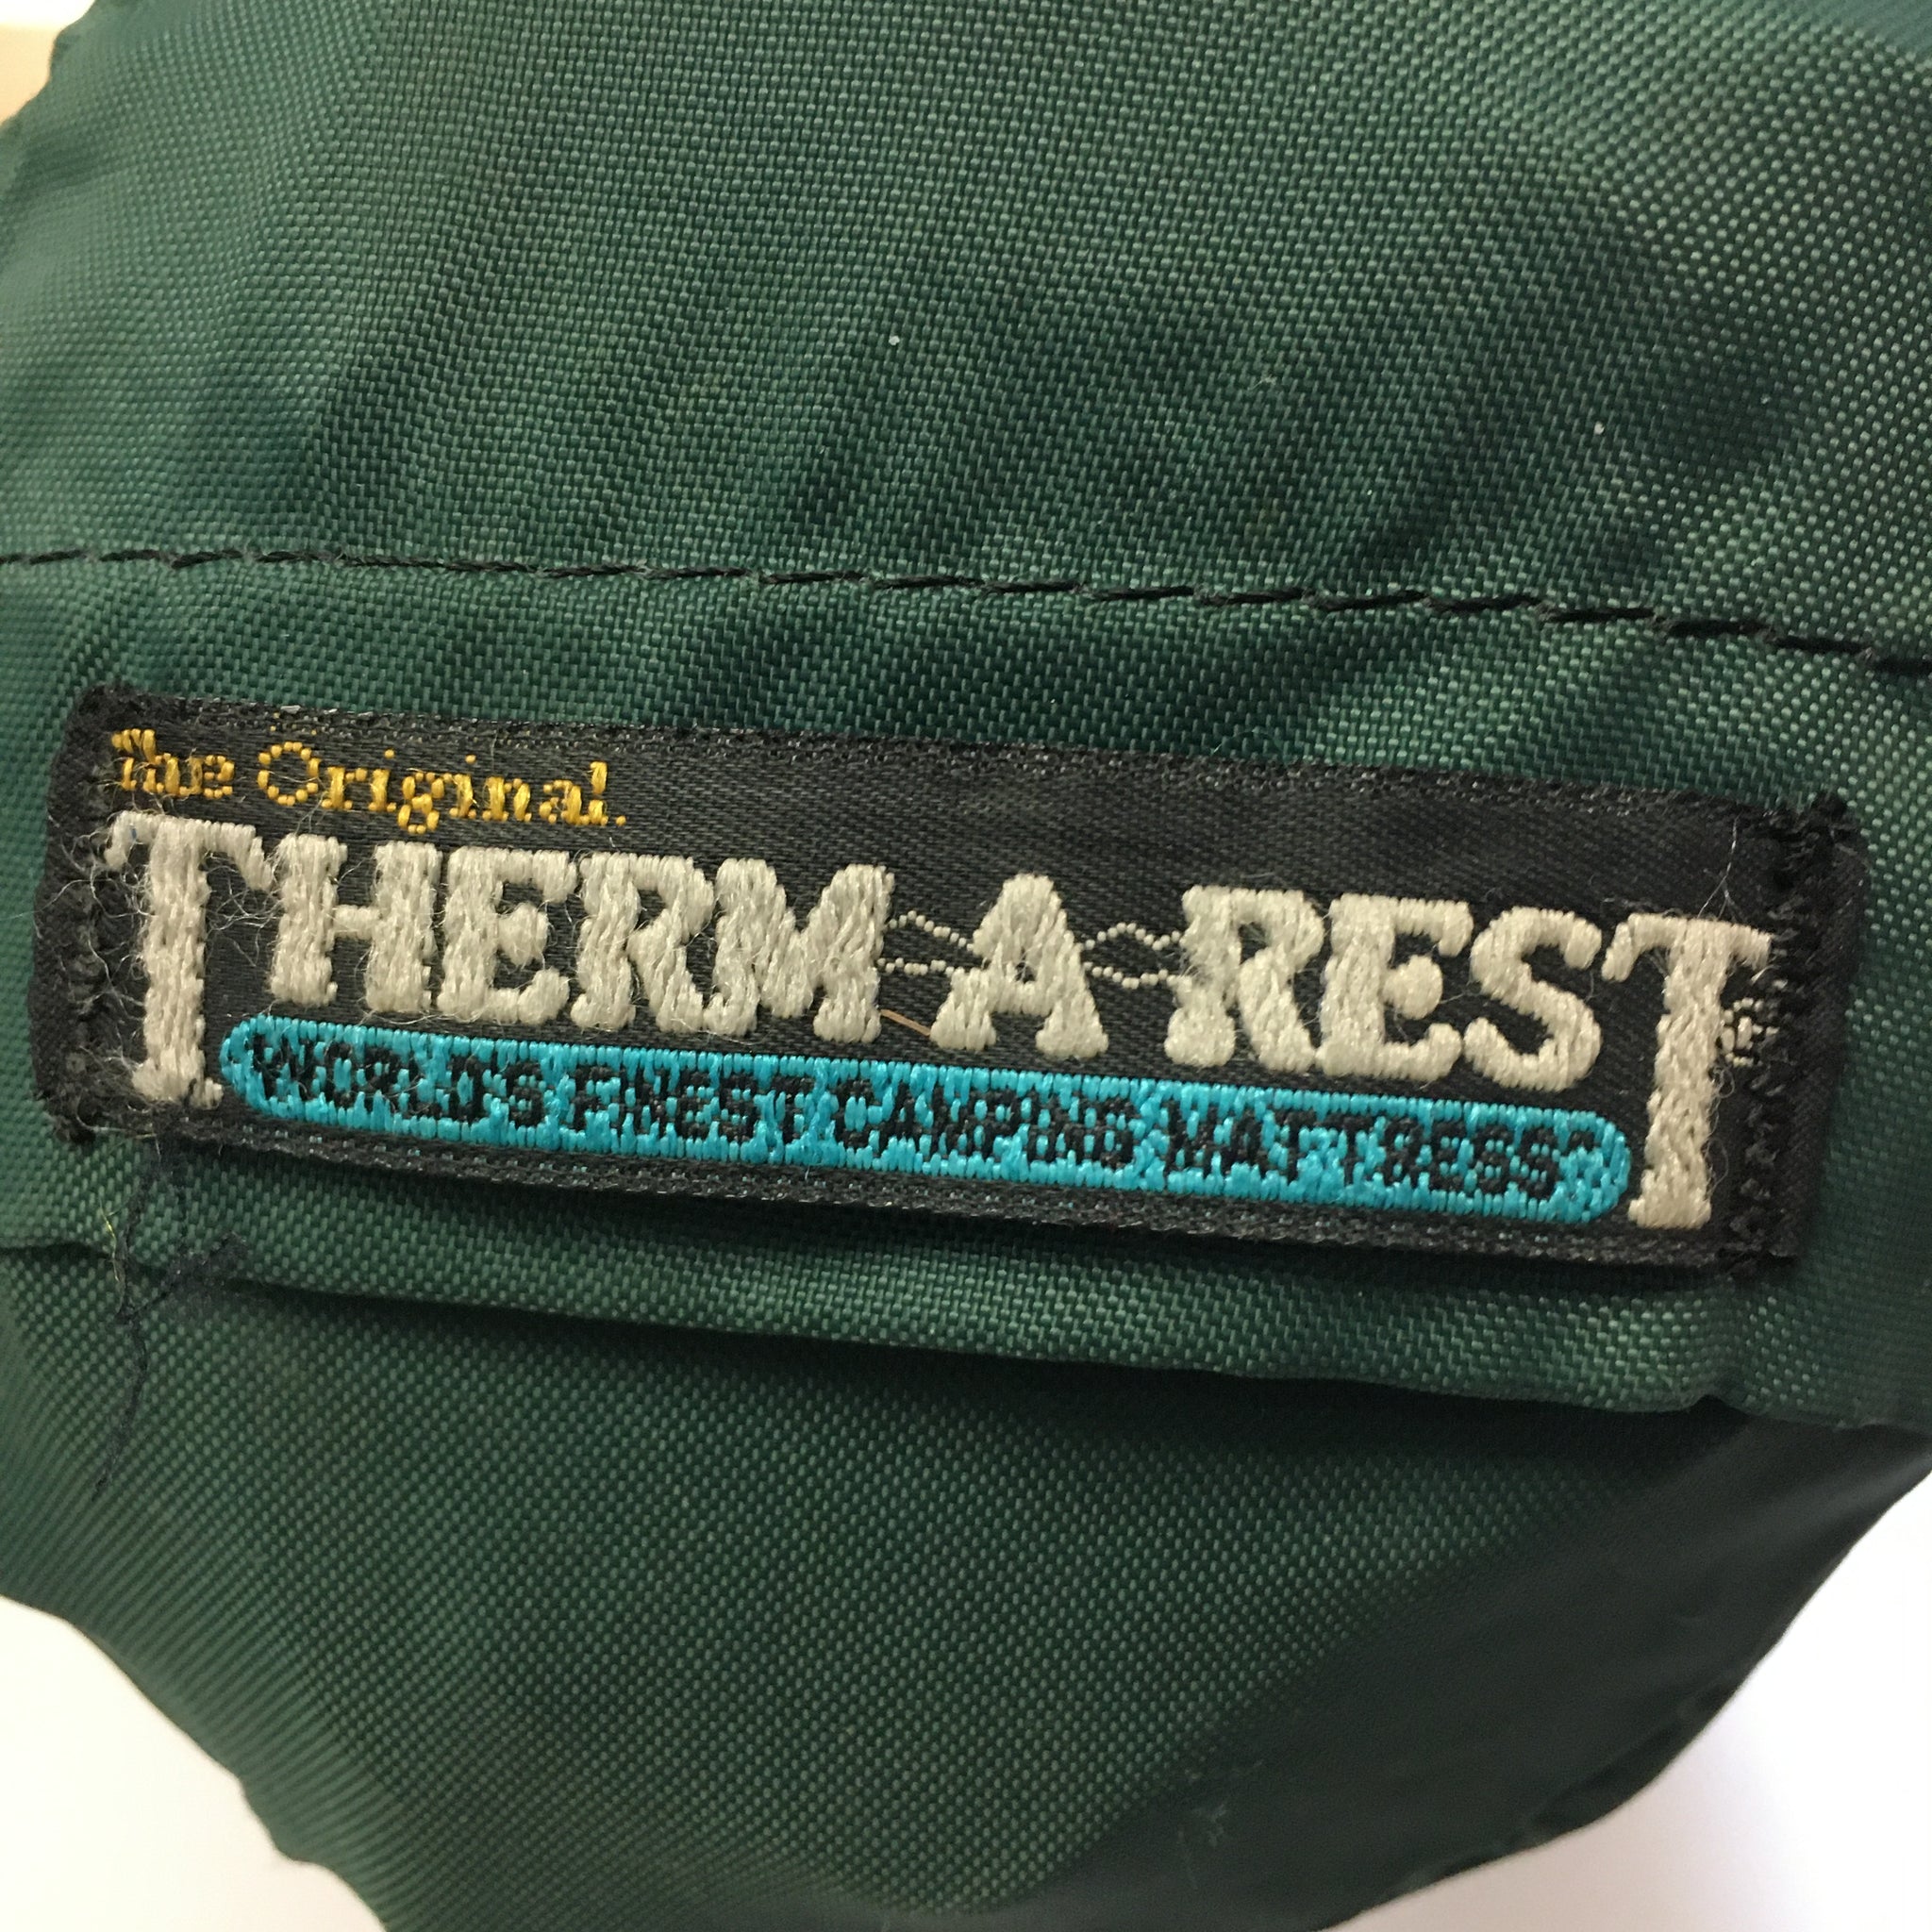 The Original
THERM-A-REST
WORLD'S FINEST CAMPING MATTRESS